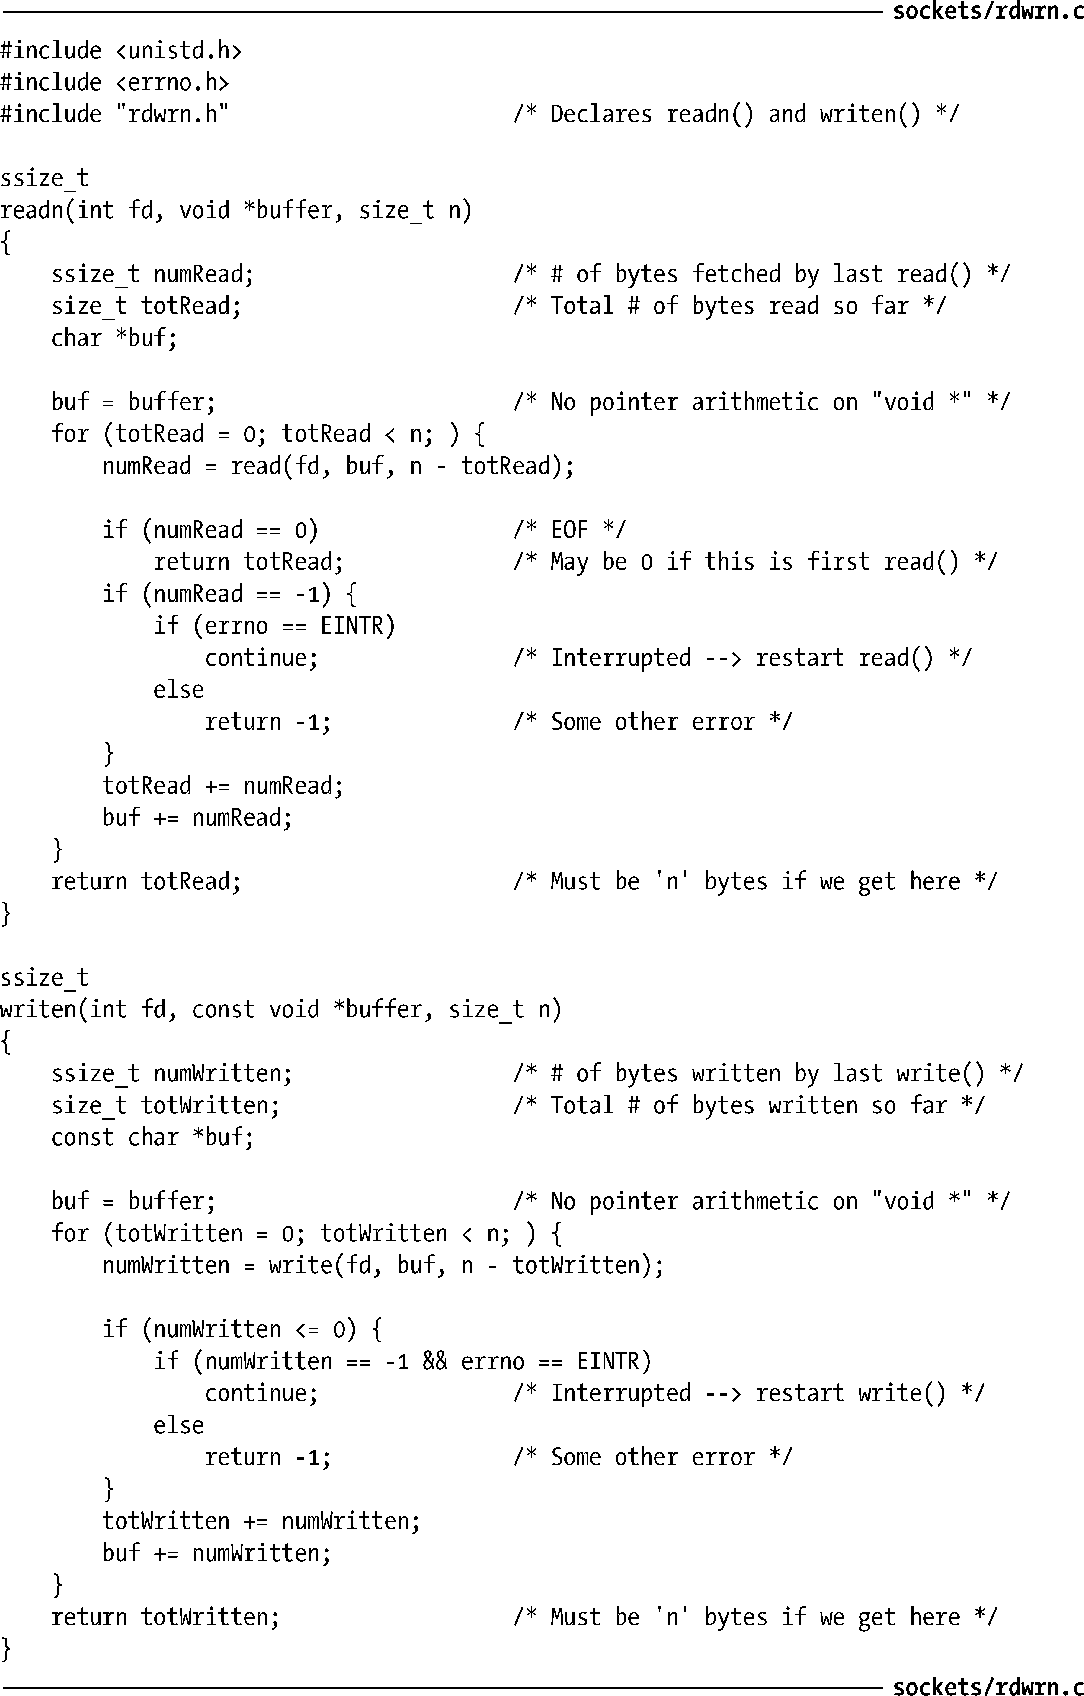 sockets/rdwrn.c
#include <unistd.h>
#include <errno.h>
#include "rdwrn.h"                      /* Declares readn() and writen() */

ssize_t
readn(int fd, void *buffer, size_t n)
{
    ssize_t numRead;                    /* # of bytes fetched by last read() */
    size_t totRead;                     /* Total # of bytes read so far */
    char *buf;

    buf = buffer;                       /* No pointer arithmetic on "void *" */
    for (totRead = 0; totRead < n; ) {
        numRead = read(fd, buf, n - totRead);

        if (numRead == 0)               /* EOF */
            return totRead;             /* May be 0 if this is first read() */
        if (numRead == -1) {
            if (errno == EINTR)
                continue;               /* Interrupted --> restart read() */
            else
                return -1;              /* Some other error */
        }
        totRead += numRead;
        buf += numRead;
    }
    return totRead;                     /* Must be 'n' bytes if we get here */
}

ssize_t
writen(int fd, const void *buffer, size_t n)
{
    ssize_t numWritten;                 /* # of bytes written by last write() */
    size_t totWritten;                  /* Total # of bytes written so far */
    const char *buf;

    buf = buffer;                       /* No pointer arithmetic on "void *" */
    for (totWritten = 0; totWritten < n; ) {
        numWritten = write(fd, buf, n - totWritten);

        if (numWritten <= 0) {
            if (numWritten == -1 && errno == EINTR)
                continue;               /* Interrupted --> restart write() */
            else
                return -1;              /* Some other error */
        }
        totWritten += numWritten;
        buf += numWritten;
    }
    return totWritten;                  /* Must be 'n' bytes if we get here */
}
sockets/rdwrn.c